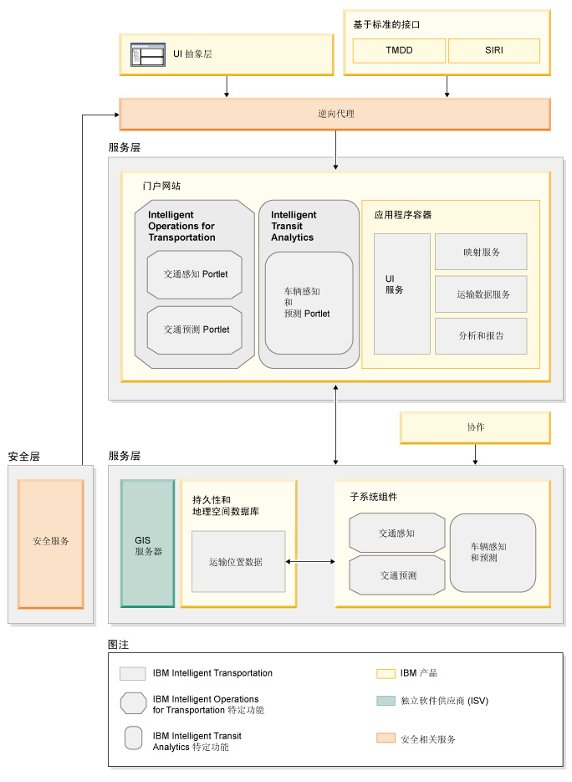 基于标准的接口
UI 抽象层
TMDD
SIRI
逆向代理
服务层
门户网站
Intelligent
Operations for
Transportation
交通感知 Portlet
交通预测 Portlet
Intelligent
Transit
Analytics
车辆感知
和
预测 Portlet
应用程序容器
UI
服务
映射服务
运输数据服务
分析和报告
协作
安全层
安全服务
服务层
GIS
服务器
持久性和
地理空间数据库
运输位置数据
子系统组件
交通感知
交通预测
车辆感知
和预测
图注
IBM Intelligent Transportation
IBM Intelligent Operations
for Transportation 特定功能
IBM Intelligent Transit
Analytics 特定功能
IBM 产品
独立软件供应商 (ISV)
安全相关服务